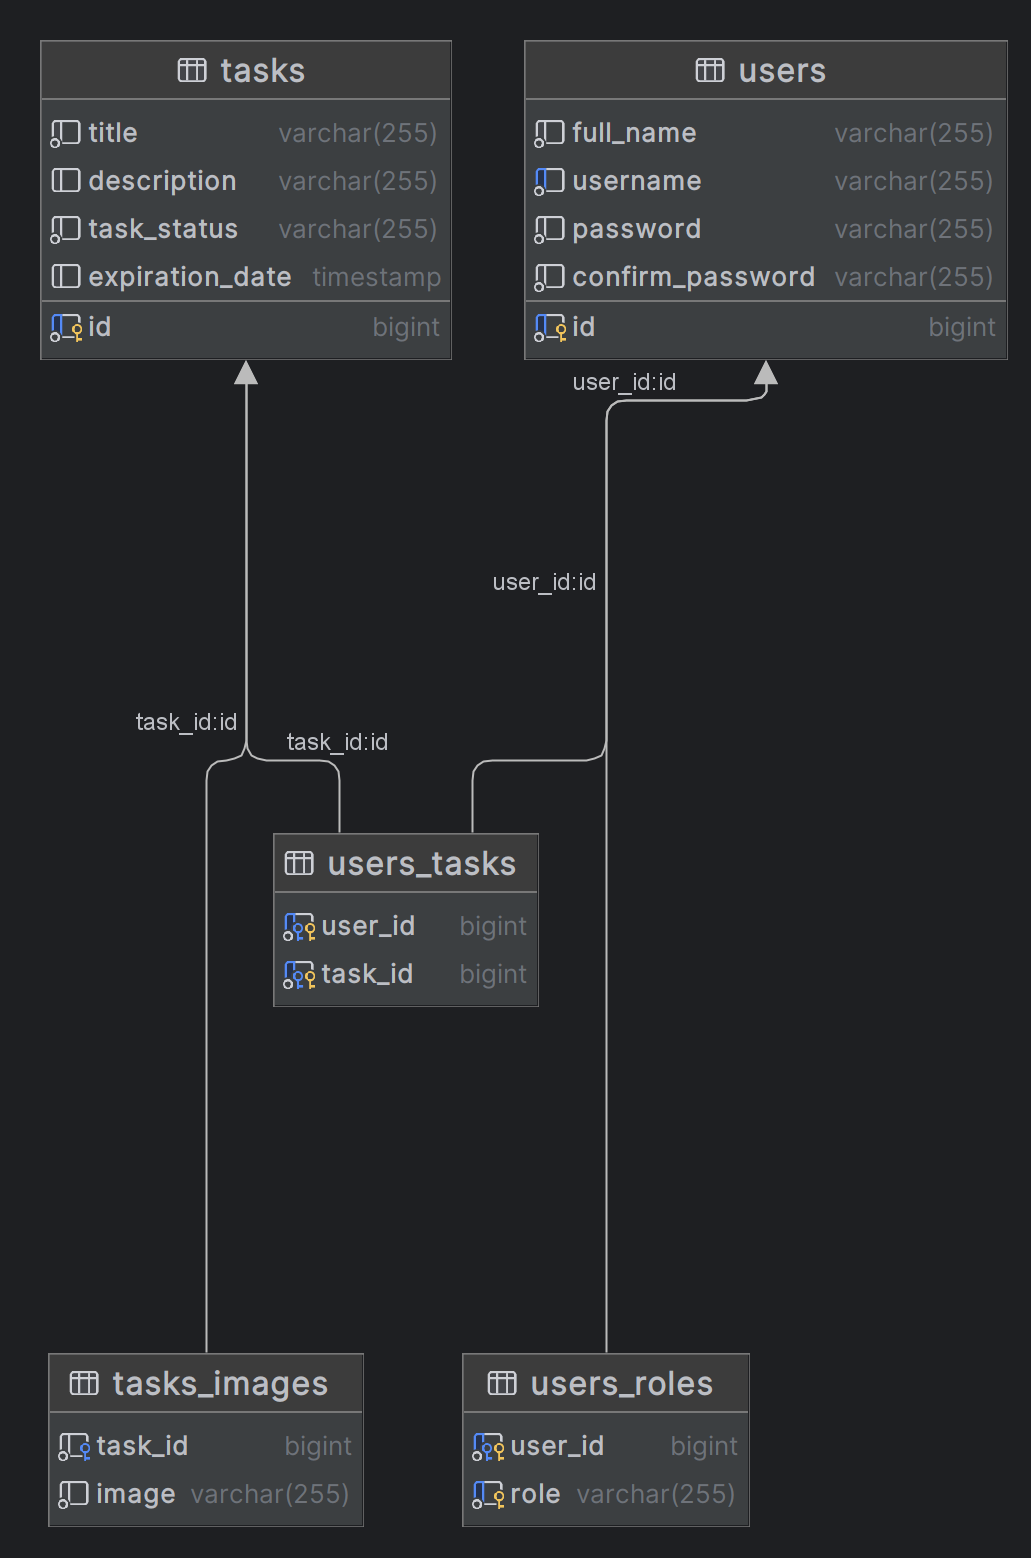 tasks
title varchar(255)
description varchar(255)
task_status varchar(255)
expiration_date timestamp
id bigint
users
full_name varchar(255)
username varchar(255)
password varchar(255)
confirm_password varchar(255)
id bigint
user_id:id
user_id:id
task_id:id
task_id:id
users_tasks
user_id bigint
task_id bigint
tasks_images
task_id bigint
image varchar(255)
users_roles
user_id bigint
role varchar(255)